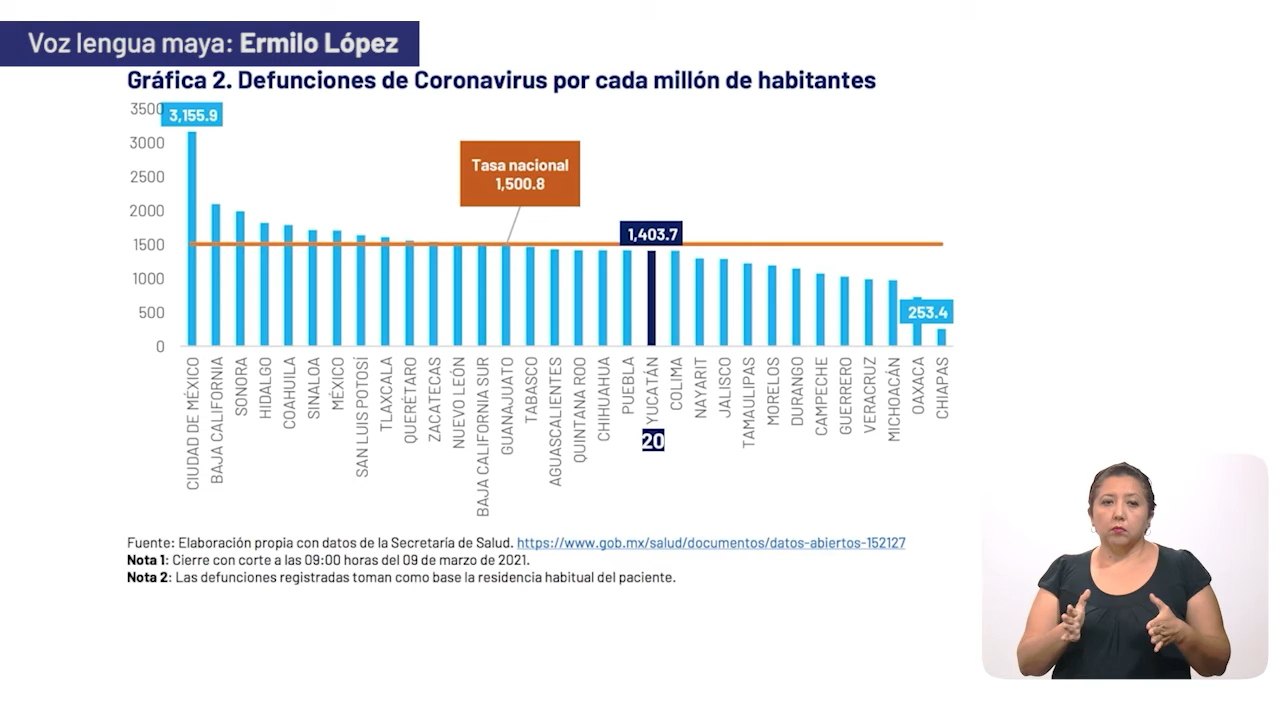 Voz lengua maya: Ermilo López
Gráfica 2. Defunciones de Coronavirus por cada millón de habitantes
3500
3,155.9
3000
Tasa nacional
1,500.8
2500
2000
1,403.7
1500
1000
500
253.4
0
CIUDAD DE MÉXICO
BAJA CALIFORNIA
SONORA
HIDALGO
COAHUILA
SINALOA
MÉXICO
SAN LUIS POTOSÍ
TLAXCALA
QUERÉTARO
ZACATECAS
NUEVO LEÓN
BAJA CALIFORNIA SUR
GUANAJUATO
TABASCO
AGUASCALIENTES
QUINTANA ROO
CHIHUAHUA
PUEBLA
YUCATÁN
COLIMA
NAYARIT
JALISCO
TAMAULIPAS
MORELOS
DURANGO
CAMPECHE
GUERRERO
VERACRUZ
MICHOACÁN
OAXACA
CHIAPAS
20
Fuente: Elaboración propia con datos de la Secretaría de Salud. https://www.gob.mx/salud/documentos/datos-abiertos-152127
Nota 1: Cierre con corte a las 09:00 horas del 09 de marzo de 2021.
Nota 2: Las defunciones registradas toman como base la residencia habitual del paciente.